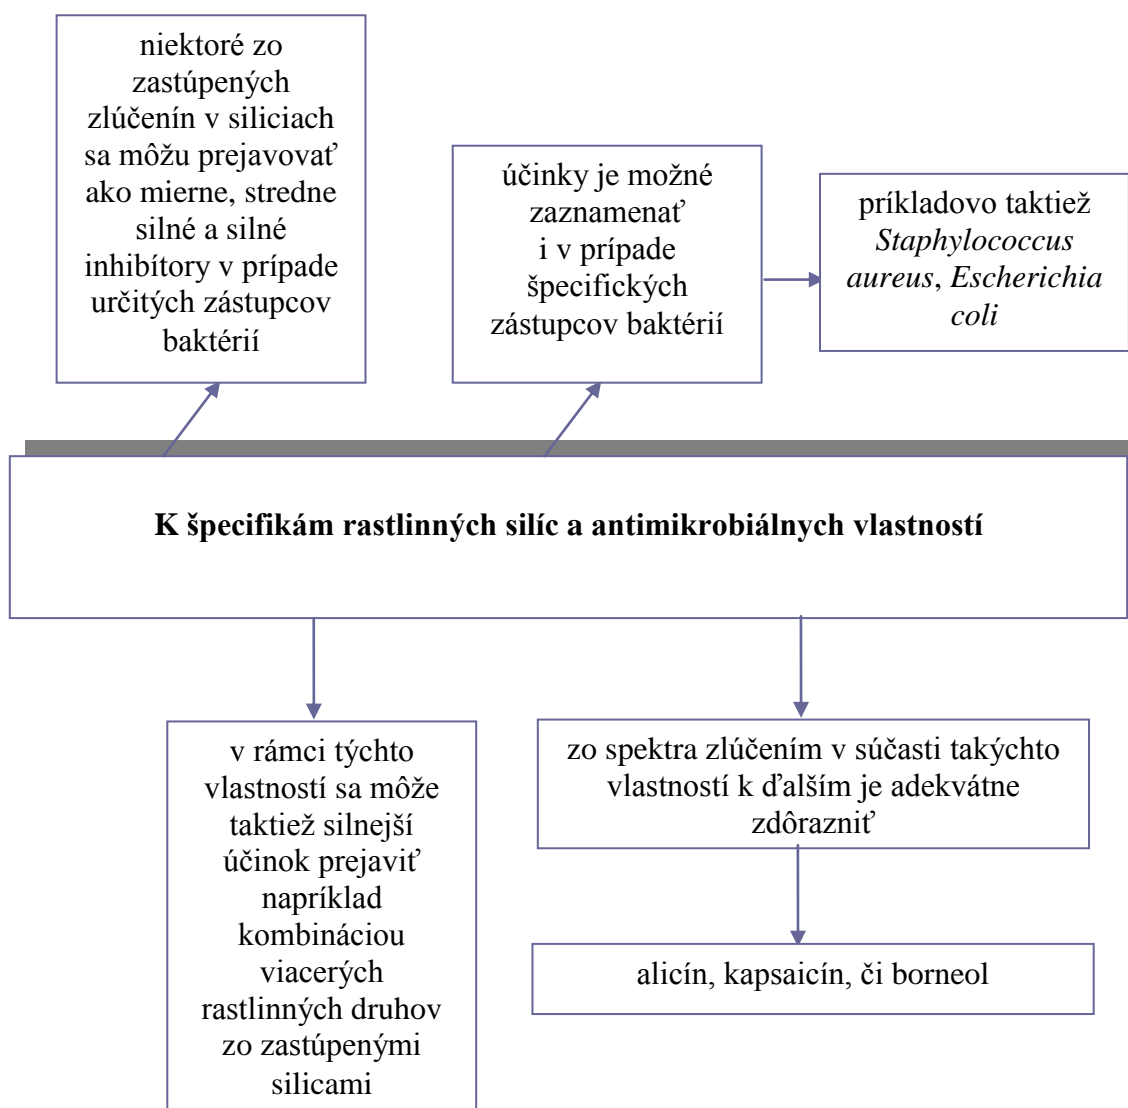 niektoré zo
zastúpených
zlúčenín v siliciach
sa môžu prejavovať
ako mierne, stredne
silné a silné
inhibítory v prípade
určitých zástupcov
baktérií
účinky je možné
zaznamenať
i v prípade
špecifických
zástupcov baktérií
príkladovo taktiež
Staphylococcus
aureus, Escherichia
coli
K špecifikám rastlinných silíc a antimikrobiálnych vlastností
v rámci týchto
vlastností sa môže
taktiež silnejší
účinok prejaviť
napríklad
kombináciou
viacerých
rastlinných druhov
zo zastúpenými
silicami
zo spektra zlúčením v súčasti takýchto
vlastností k ďalším je adekvátne
zdôrazniť
alicín, kapsaicín, či borneol